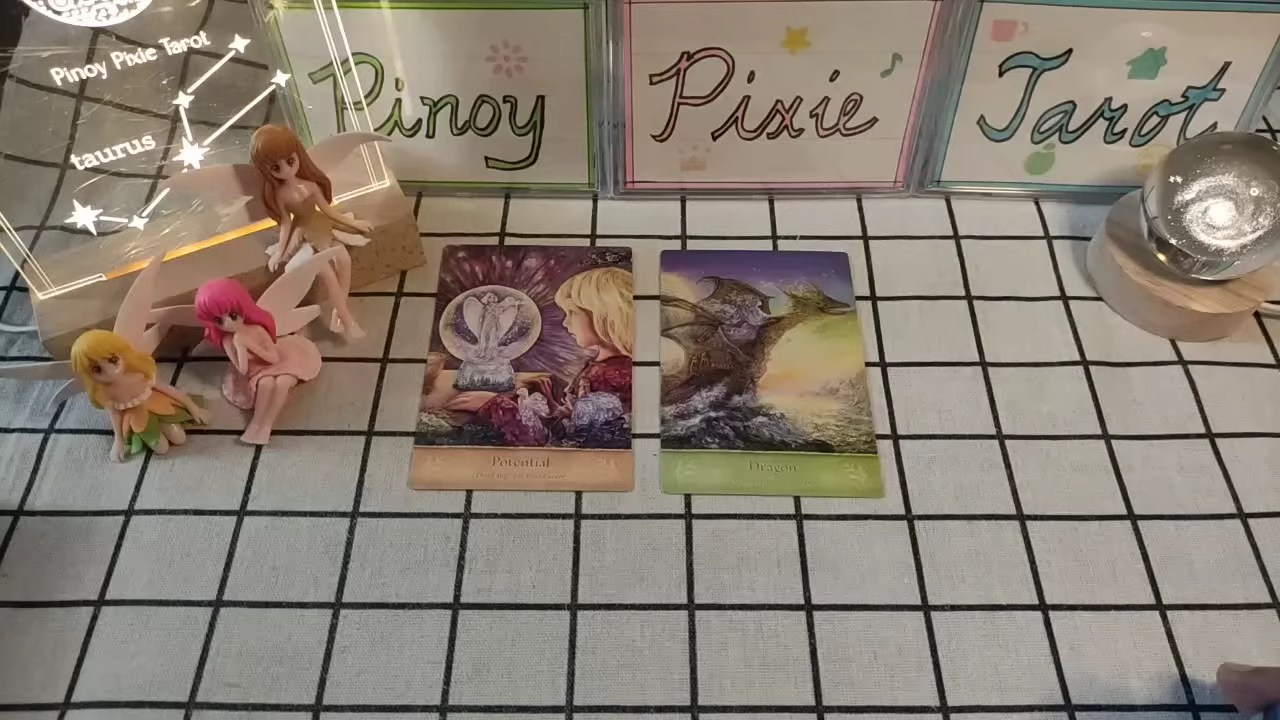 Pinoy Pixie Tarot
taurus
Pinoy
Pixie
Tarot
Potential
Dragon